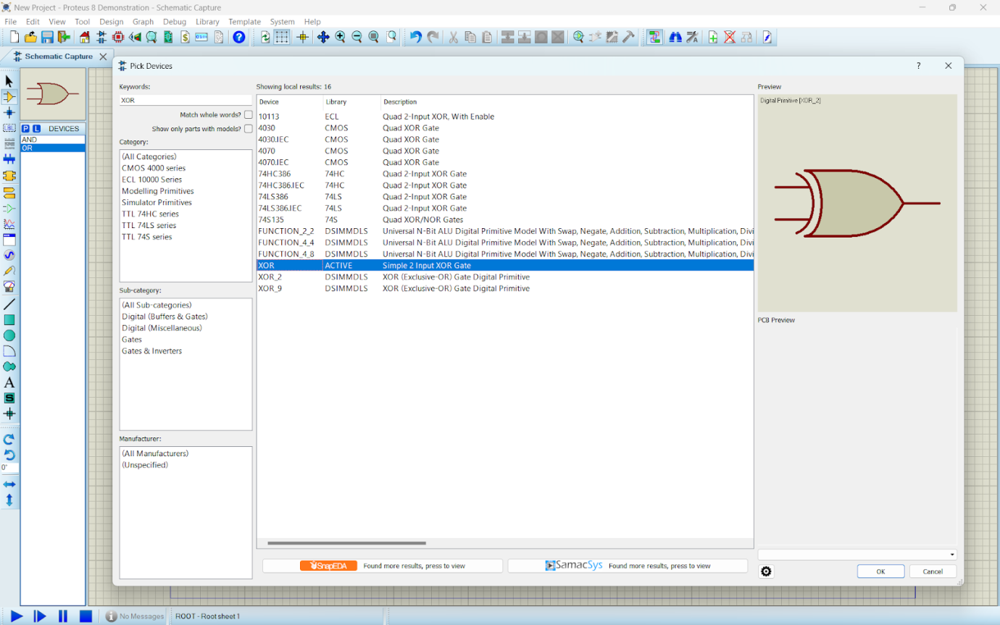 New Project - Proteus 8 Demonstration - Schematic Capture
File Edit View Tool Design Graph Debug Library Template System Help
Schematic Capture
Pick Devices
?
Keywords:
XOR
Match whole words?
Show only parts with models?
Category:
(All Categories)
CMOS 4000 series
ECL 10000 Series
Modelling Primitives
Simulator Primitives
TTL 74HC series
TTL 74LS series
TTL 74S series
Sub-category:
(All Sub-categories)
Digital (Buffers & Gates)
Digital (Miscellaneous)
Gates
Gates & Inverters
Manufacturer:
(All Manufacturers)
(Unspecified)
P L DEVICES
AND
OR
Showing local results: 16
Device Library Description
10113 ECL Quad 2-Input XOR, With Enable
4030 CMOS Quad XOR Gate
4030.IEC CMOS Quad XOR Gate
4070 CMOS Quad XOR Gate
4070.IEC CMOS Quad XOR Gate
74HC386 74HC Quad 2-Input XOR Gate
74HC386.IEC 74HC Quad 2-Input XOR Gate
74LS386 74LS Quad 2-Input XOR Gate
74LS386.IEC 74LS Quad 2-Input XOR Gate
74S135 74S Quad XOR/NOR Gates
FUNCTION_2_2 DSIMMDLS Universal N-Bit ALU Digital Primitive Model With Swap, Negate, Addition, Subtraction, Multiplication, Divi
FUNCTION_4_4 DSIMMDLS Universal N-Bit ALU Digital Primitive Model With Swap, Negate, Addition, Subtraction, Multiplication, Divi
FUNCTION_4_8 DSIMMDLS Universal N-Bit ALU Digital Primitive Model With Swap, Negate, Addition, Subtraction, Multiplication, Divi
XOR ACTIVE Simple 2 Input XOR Gate
XOR_2 DSIMMDLS XOR (Exclusive-OR) Gate Digital Primitive
XOR_9 DSIMMDLS XOR (Exclusive-OR) Gate Digital Primitive
SnapEDA Found more results, press to view
SamacSys Found more results, press to view
Preview
Digital Primitive [XOR_2]
PCB Preview
OK Cancel
0°
No Messages ROOT - Root sheet 1